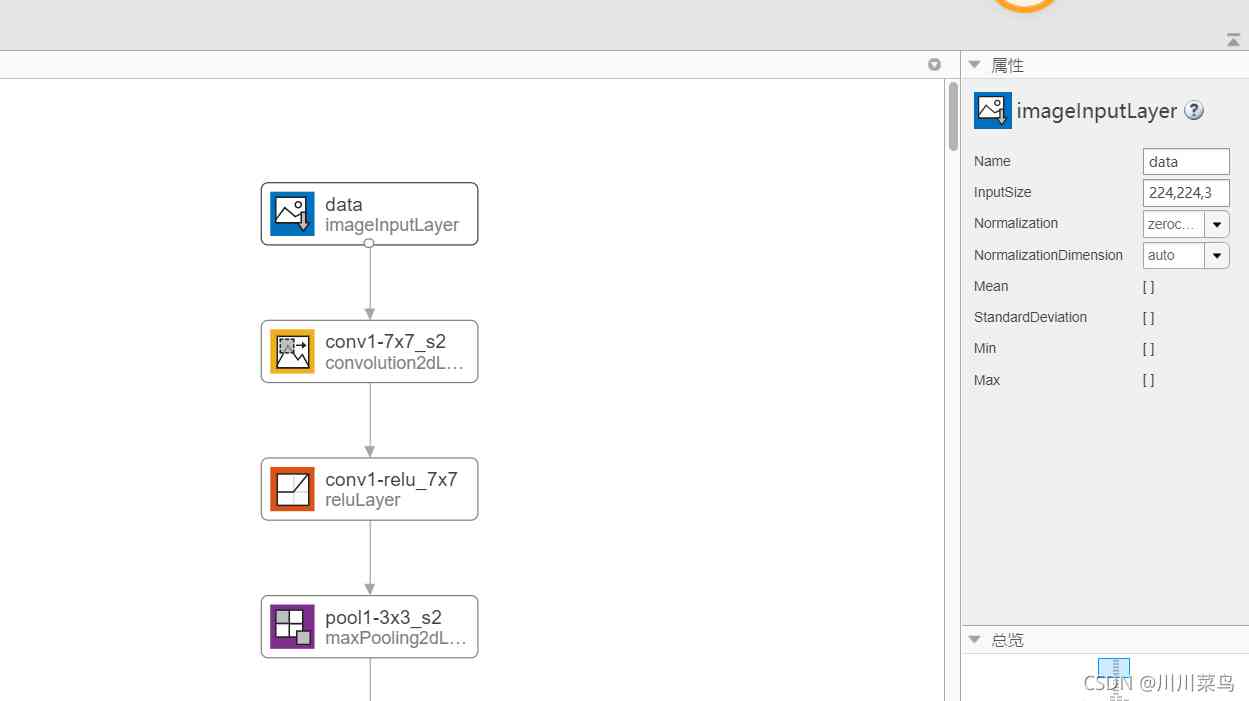 属性
imageInputLayer ?
Name data
InputSize 224,224,3
Normalization zeroc...
NormalizationDimension auto
Mean []
StandardDeviation []
Min []
Max []
data
imageInputLayer
conv1-7x7_s2
convolution2dL...
conv1-relu_7x7
reluLayer
pool1-3x3_s2
maxPooling2dL...
总览
CSDN @川川菜鸟